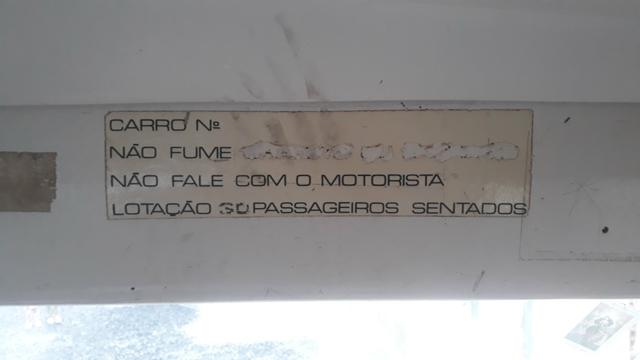 CARRO Nº
NÃO FUME
NÃO FALE COM O MOTORISTA
LOTAÇÃO PASSAGEIROS SENTADOS